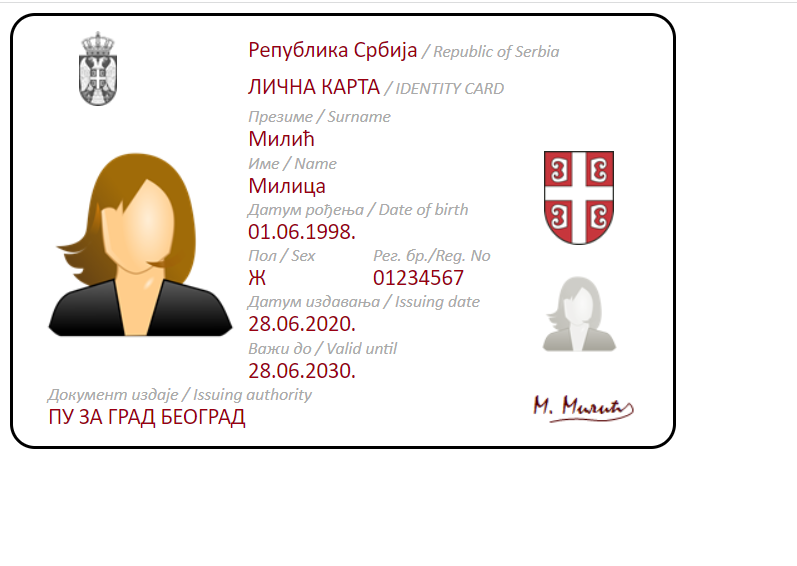 Република Србија / Republic of Serbia
ЛИЧНА КАРТА / IDENTITY CARD
Презиме / Surname
Милић
Име / Name
Милица
Датум рођења / Date of birth
01.06.1998.
Пол / Sex Рег. бр./Reg. No
Ж 01234567
Датум издавања / Issuing date
28.06.2020.
Важи до / Valid until
28.06.2030.
Документ издаје / Issuing authority
ПУ ЗА ГРАД БЕОГРАД
М. Милић